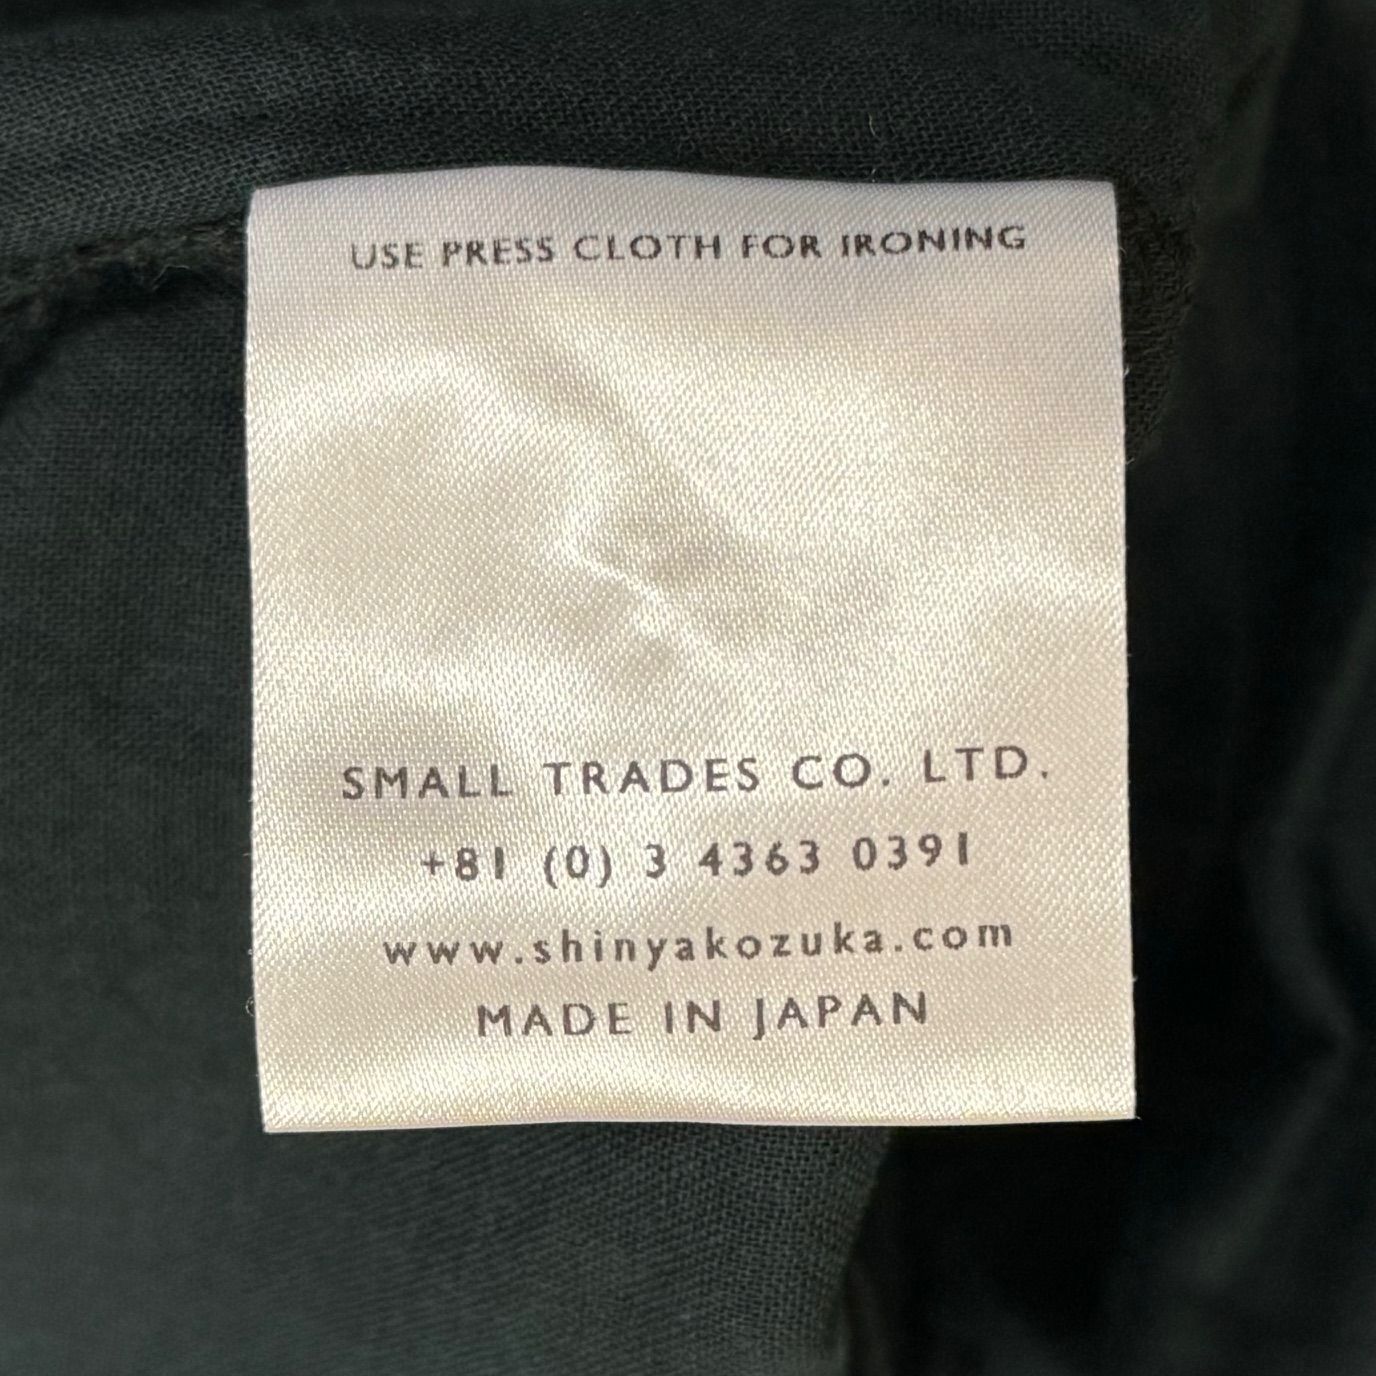 USE PRESS CLOTH FOR IRONING
SMALL TRADES CO. LTD.
+81 (0) 3 4363 0391
www.shinyakozuka.com
MADE IN JAPAN